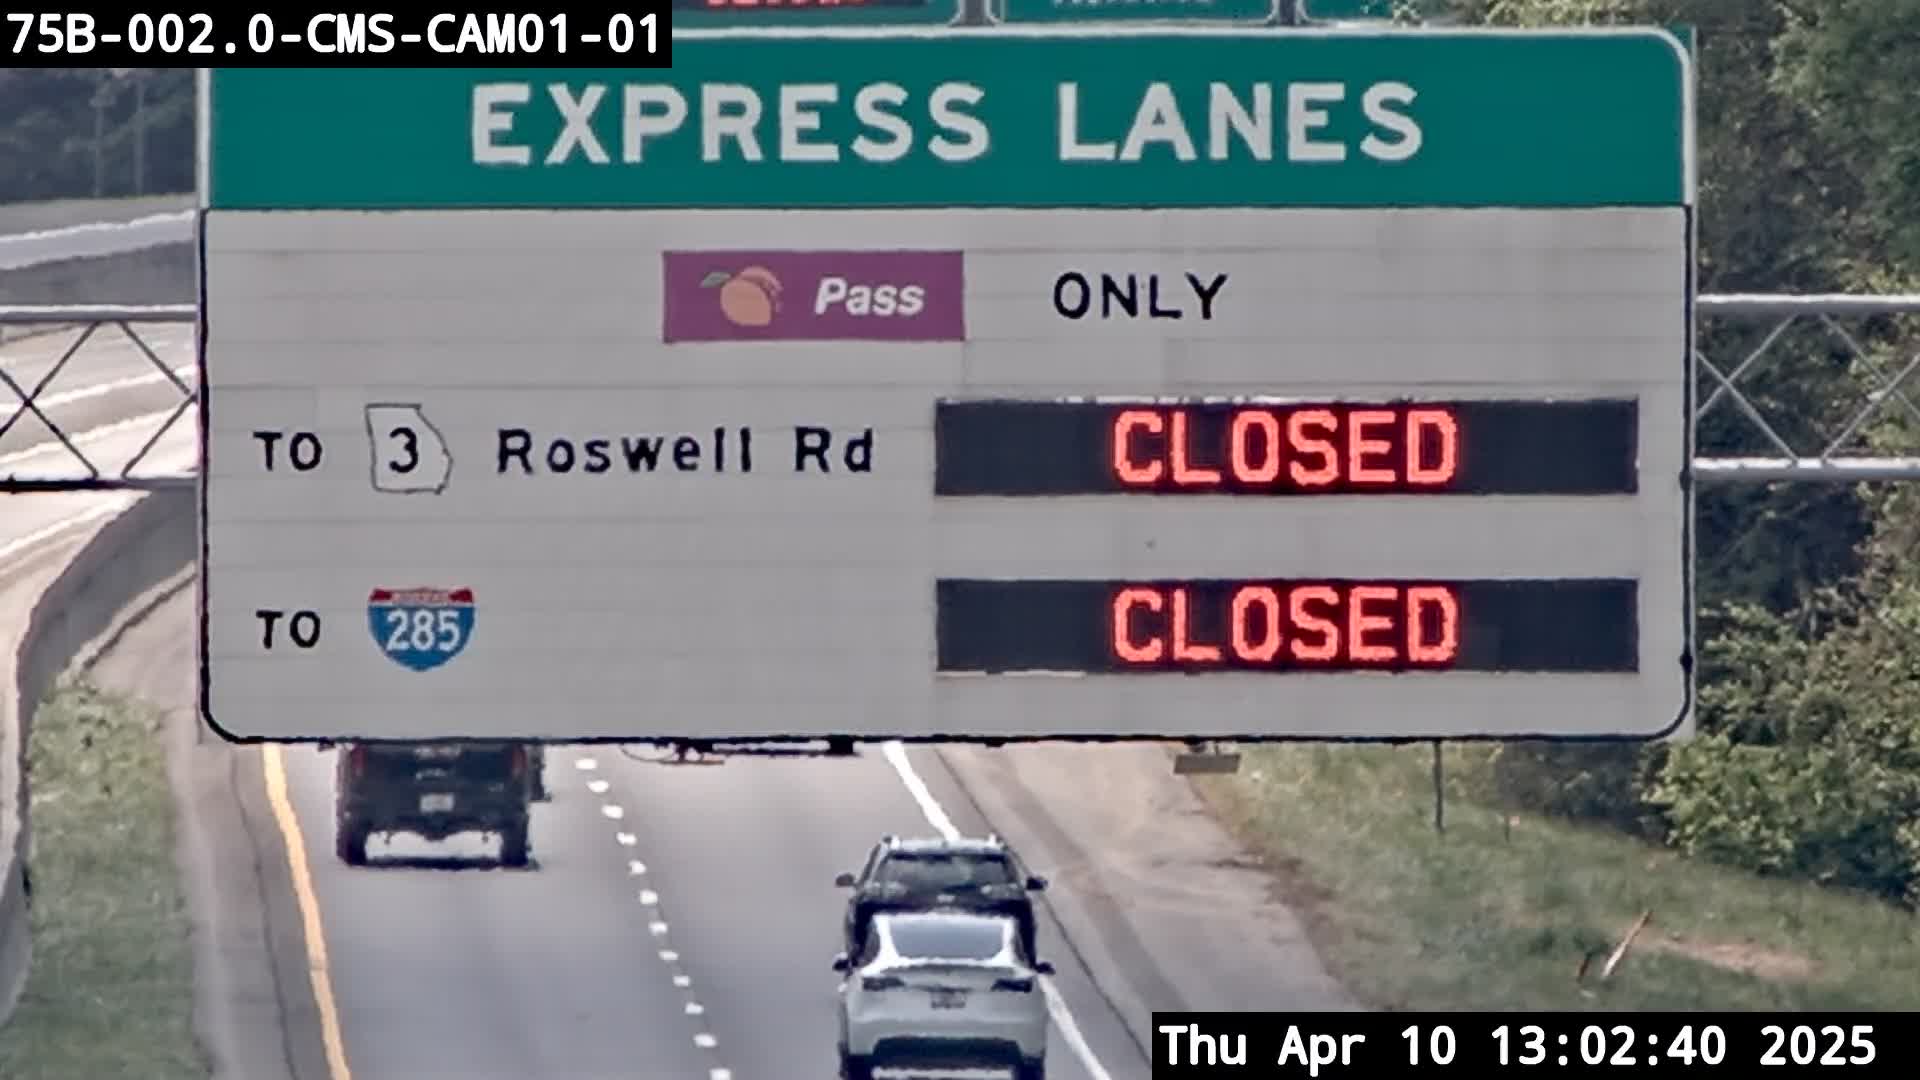 75B-002.0-CMS-CAM01-01
EXPRESS LANES
Pass ONLY
TO 3 Roswell Rd CLOSED
TO 285 CLOSED
Thu Apr 10 13:02:40 2025